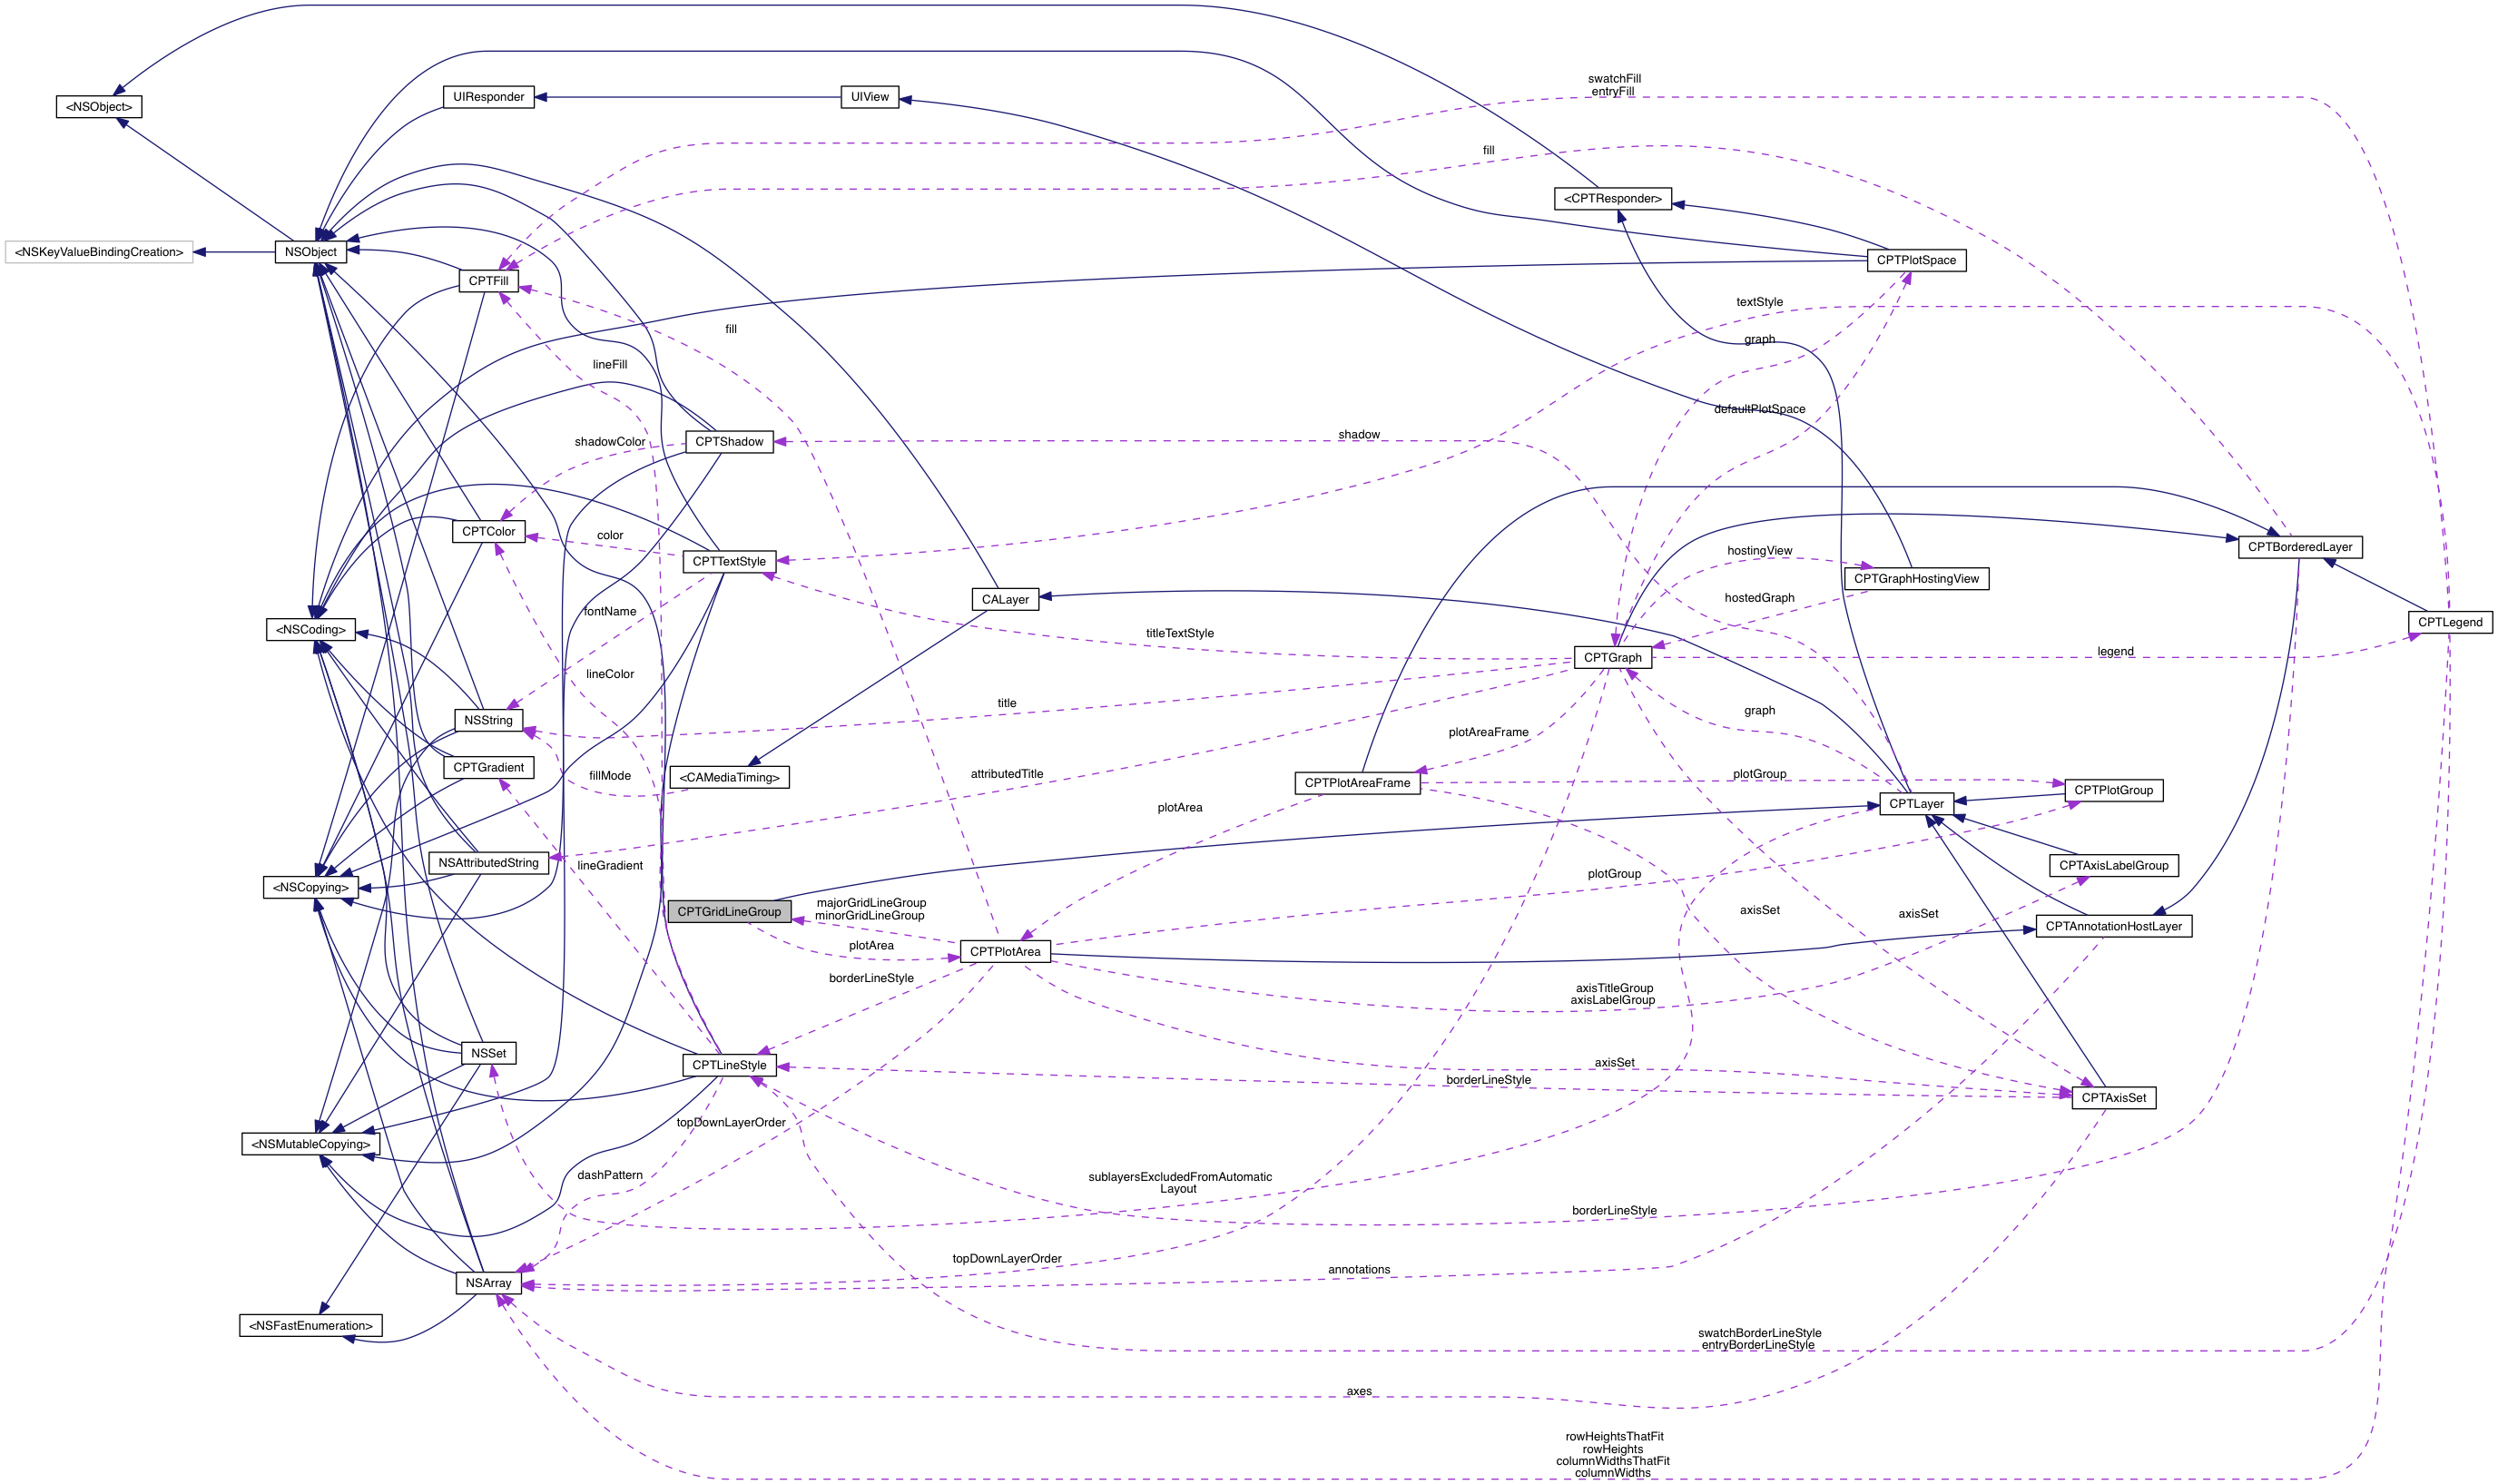 swatchFill
entryFill
UIResponder
UIView
<NSObject>
fill
<CPTResponder>
<NSKeyValueBindingCreation>
NSObject
CPTPlotSpace
CPTFill
textStyle
fill
graph
lineFill
defaultPlotSpace
shadow
shadowColor
CPTShadow
CPTColor
color
CPTTextStyle
hostingView
CPTBorderedLayer
CPTGraphHostingView
CALayer
hostedGraph
fontName
<NSCoding>
titleTextStyle
CPTLegend
CPTGraph
legend
lineColor
title
graph
NSString
plotAreaFrame
CPTGradient
attributedTitle
fillMode
<CAMediaTiming>
plotGroup
CPTPlotAreaFrame
CPTPlotGroup
plotArea
CPTLayer
NSAttributedString
lineGradient
CPTAxisLabelGroup
plotGroup
<NSCopying>
majorGridLineGroup
minorGridLineGroup
CPTGridLineGroup
axisSet
axisSet
CPTAnnotationHostLayer
plotArea
CPTPlotArea
borderLineStyle
axisTitleGroup
axisLabelGroup
NSSet
CPTLineStyle
axisSet
borderLineStyle
CPTAxisSet
topDownLayerOrder
<NSMutableCopying>
dashPattern
sublayersExcludedFromAutomatic
Layout
borderLineStyle
topDownLayerOrder
annotations
NSArray
<NSFastEnumeration>
swatchBorderLineStyle
entryBorderLineStyle
axes
rowHeightsThatFit
rowHeights
columnWidthsThatFit
columnWidths